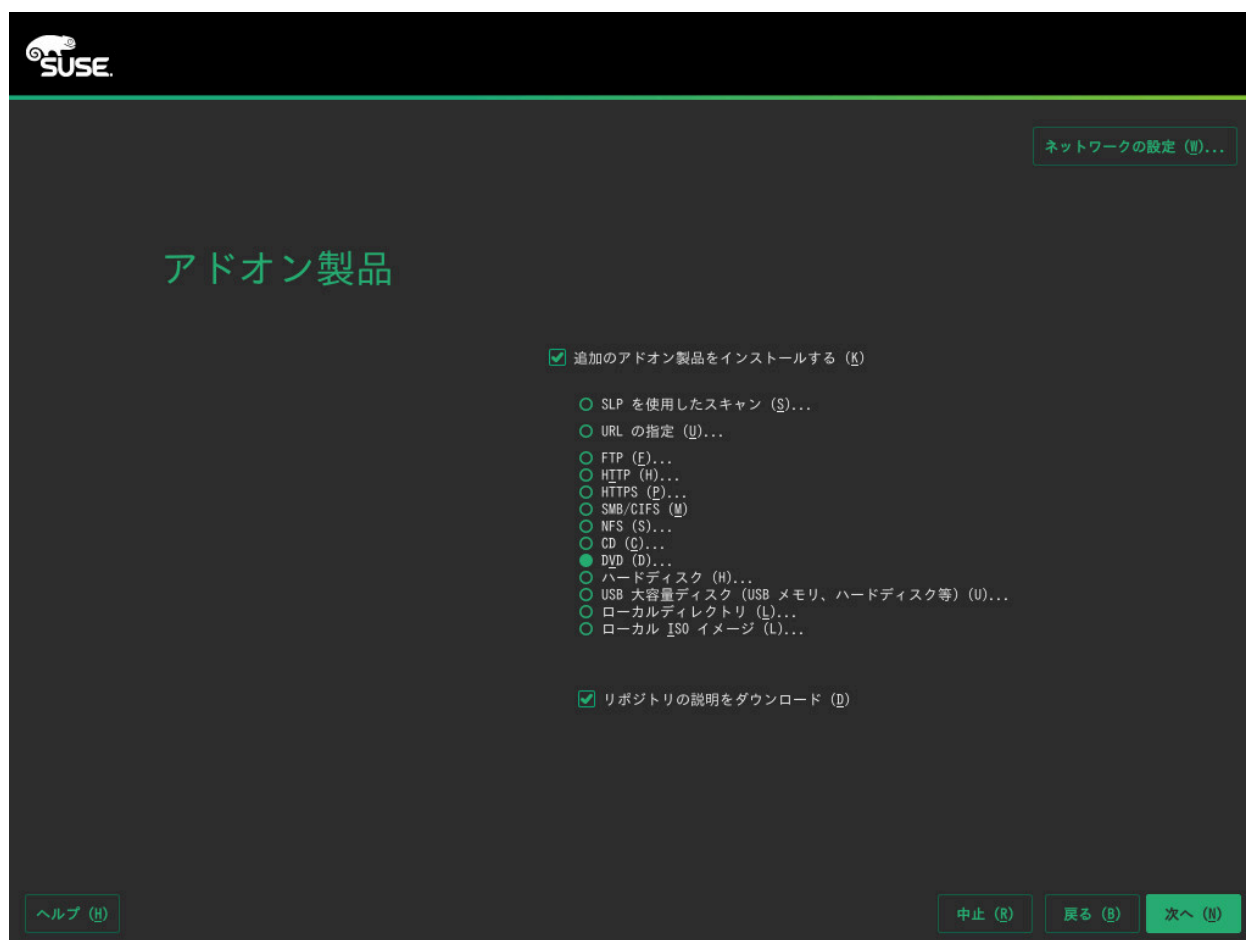 SUSE.
ネットワークの設定 (W)...
アドオン製品
追加のアドオン製品をインストールする (K)
SLP を使用したスキャン (S)...
URL の指定 (U)...
FTP (F)...
HTTP (H)...
HTTPS (P)...
SMB/CIFS (M)
NFS (S)...
CD (C)...
DVD (D)...
ハードディスク (H)...
USB 大容量ディスク (USB メモリ、ハードディスク等) (U)...
ローカルディレクトリ (L)...
ローカル ISO イメージ (L)...
リポジトリの説明をダウンロード (D)
ヘルプ (H)
中止 (R)
戻る (B)
次へ (N)